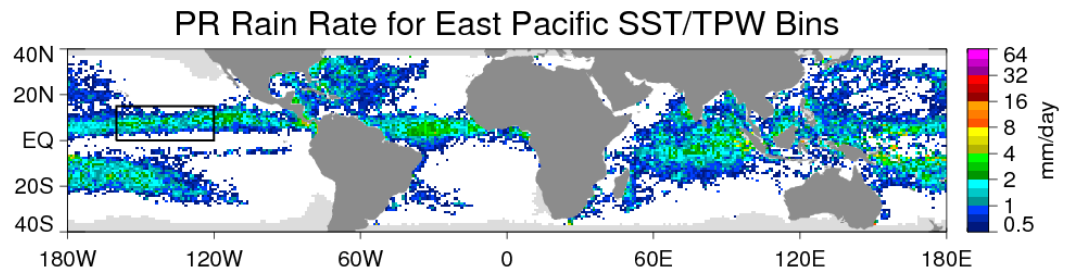 PR Rain Rate for East Pacific SST/TPW Bins
40N
20N
EQ
20S
40S
180W
120W
60W
0
60E
120E
180E
64
32
16
8
4
2
1
0.5
mm/day